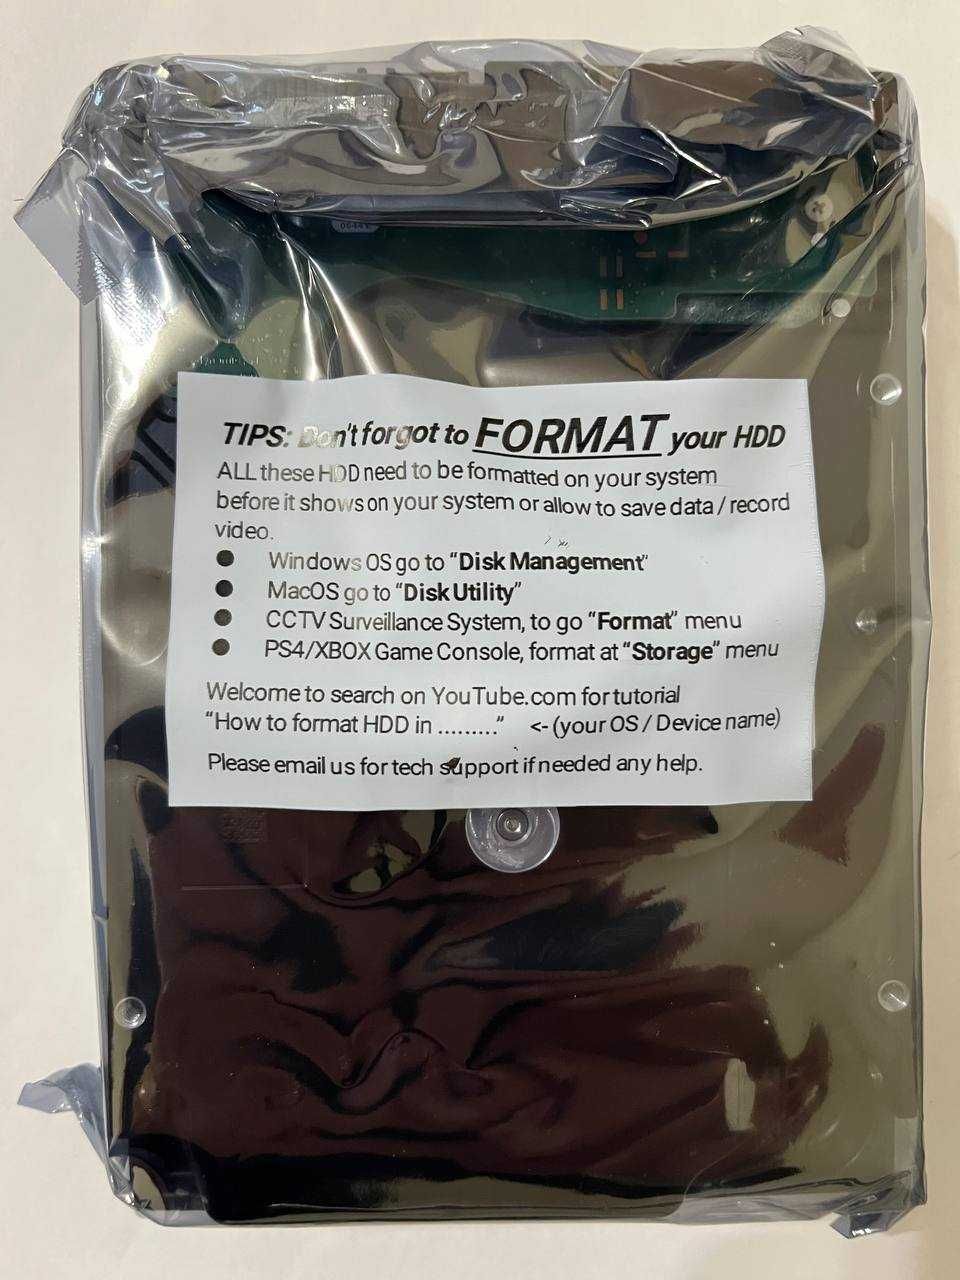 TIPS: Don't forgot to FORMAT your HDD
ALL these HDD need to be formatted on your system
before it shows on your system or allow to save data / record
video.
● Windows OS go to “Disk Management”
● MacOS go to “Disk Utility”
● CCTV Surveillance System, to go “Format” menu
● PS4/XBOX Game Console, format at “Storage” menu
Welcome to search on YouTube.com for tutorial
“How to format HDD in .........” <- (your OS / Device name)
Please email us for tech support if needed any help.